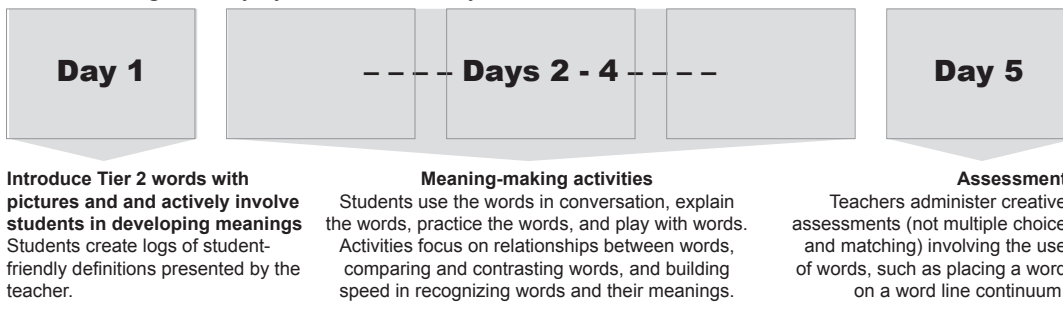 Day 1
– – – – Days 2 - 4 – – – –
Day 5
Introduce Tier 2 words with
pictures and and actively involve
students in developing meanings
Students create logs of student-
friendly definitions presented by the
teacher.
Meaning-making activities
Students use the words in conversation, explain
the words, practice the words, and play with words.
Activities focus on relationships between words,
comparing and contrasting words, and building
speed in recognizing words and their meanings.
Assessment
Teachers administer creative
assessments (not multiple choice
and matching) involving the use
of words, such as placing a word
on a word line continuum